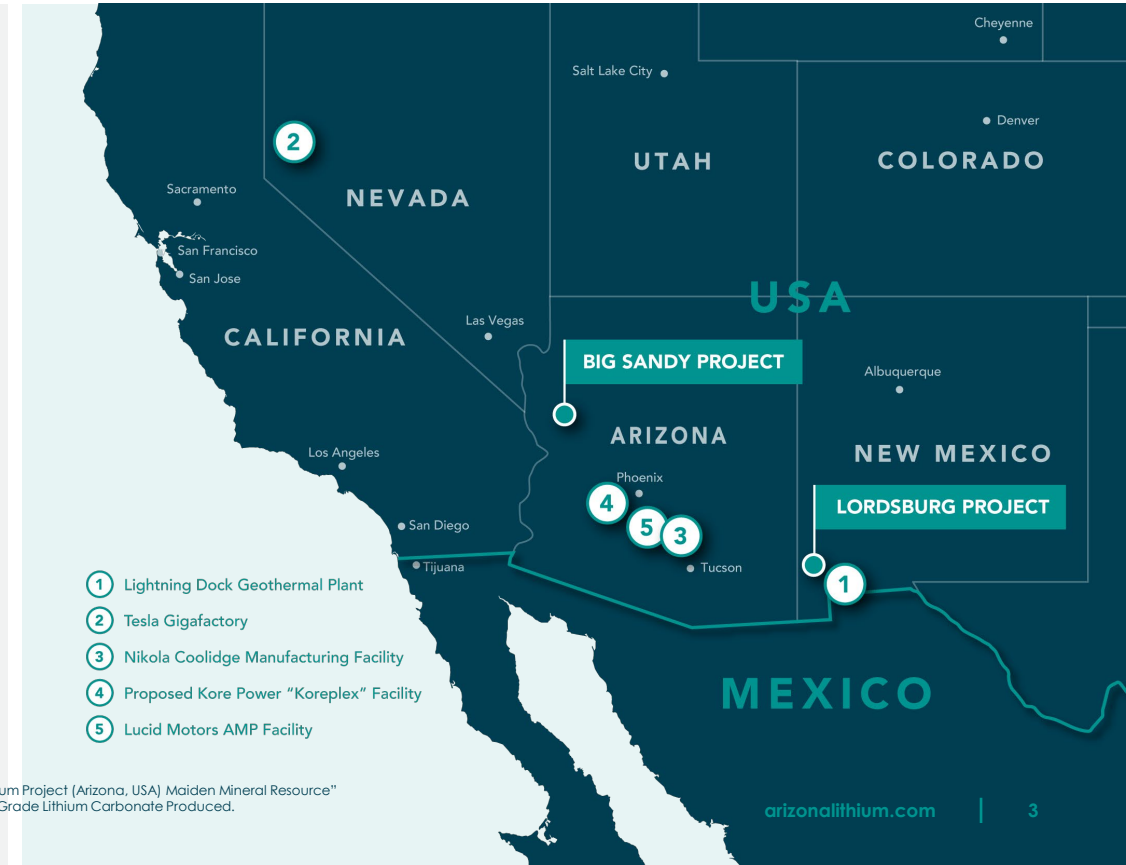 Cheyenne
Salt Lake City
Denver
2
UTAH
COLORADO
NEVADA
Sacramento
San Francisco
San Jose
USA
CALIFORNIA
Las Vegas
BIG SANDY PROJECT
Albuquerque
ARIZONA
NEW MEXICO
Los Angeles
Phoenix
4
5
3
LORDSBURG PROJECT
San Diego
Tijuana
Tucson
1
1 Lightning Dock Geothermal Plant
2 Tesla Gigafactory
3 Nikola Coolidge Manufacturing Facility
4 Proposed Kore Power “Koreplex” Facility
5 Lucid Motors AMP Facility
MEXICO
Project (Arizona, USA) Maiden Mineral Resource”
Grade Lithium Carbonate Produced.
arizonalithium.com | 3